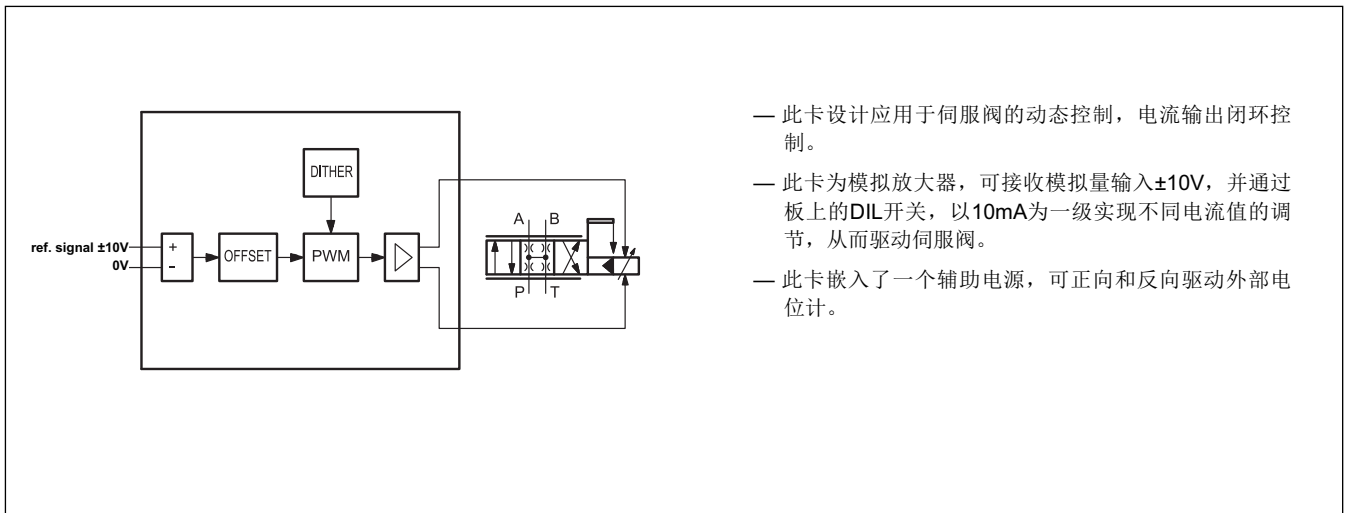 DITHER
ref. signal ±10V
0V
+
-
OFFSET
PWM
A
B
P
T
— 此卡设计应用于伺服阀的动态控制，电流输出闭环控
制。
— 此卡为模拟放大器，可接收模拟量输入±10V，并通过
板上的DIL开关，以10mA为一级实现不同电流值的调
节，从而驱动伺服阀。
— 此卡嵌入了一个辅助电源，可正向和反向驱动外部电
位计。